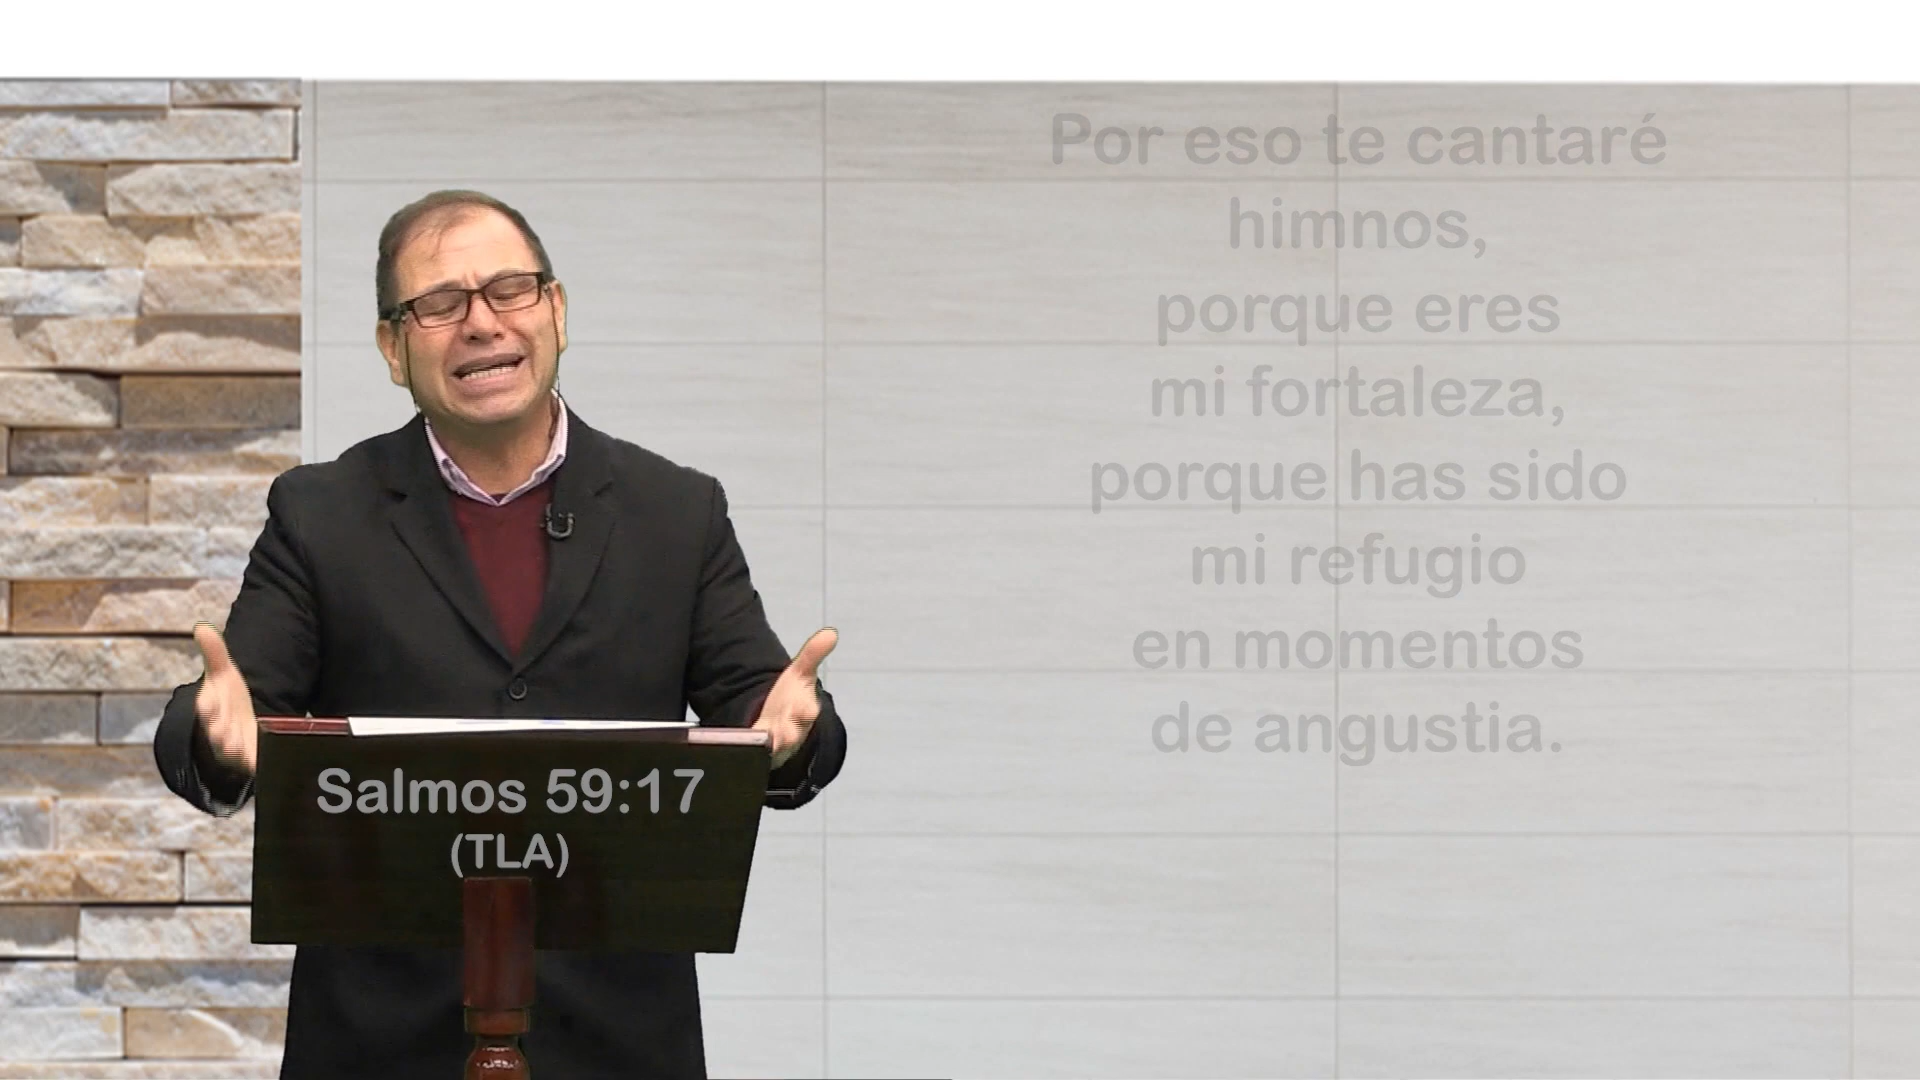 Por eso te cantaré
himnos,
porque eres
mi fortaleza,
porque has sido
mi refugio
en momentos
de angustia.
Salmos 59:17
(TLA)